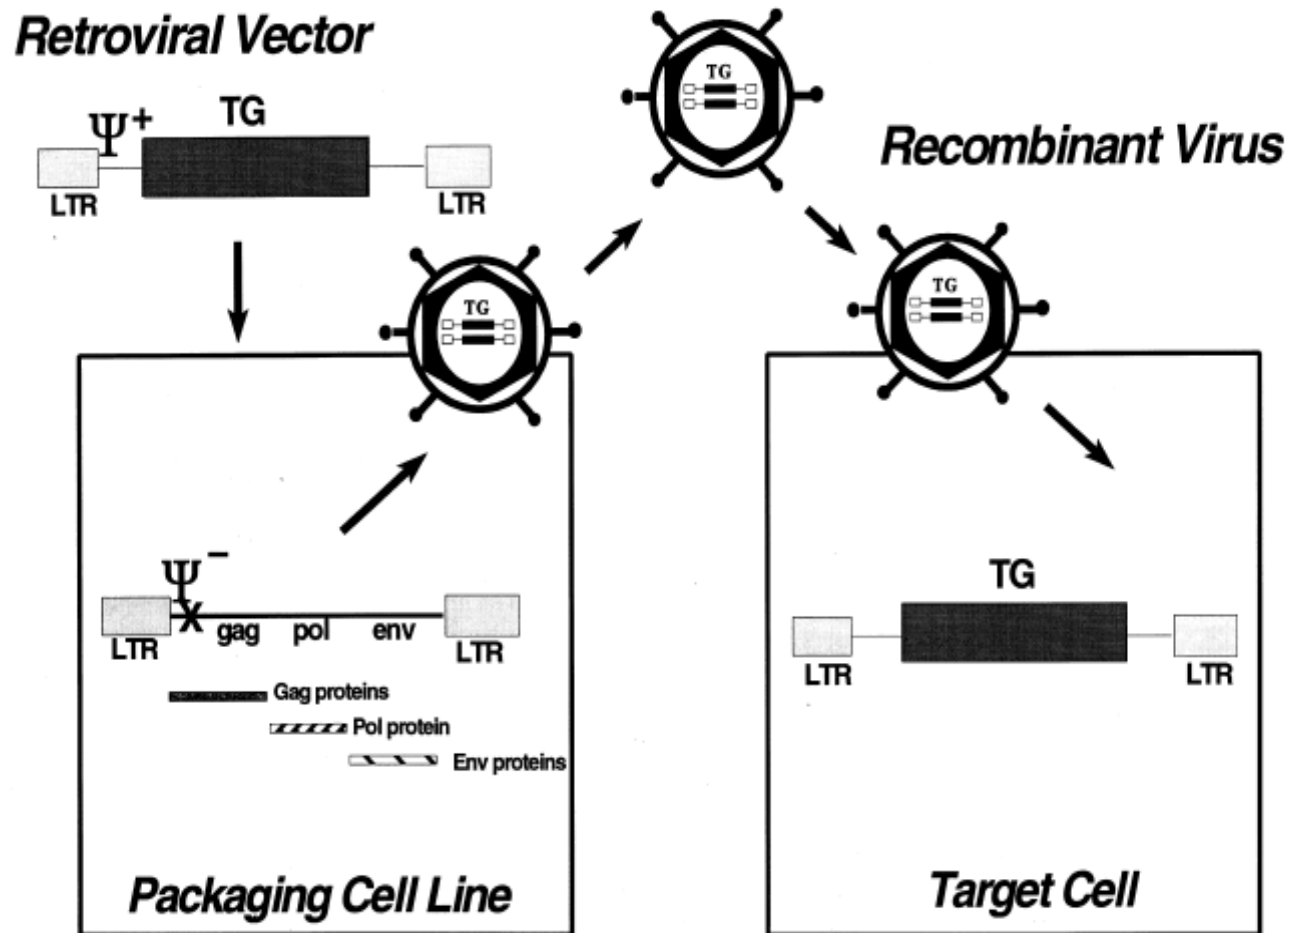 Retroviral Vector
Ψ+
TG
LTR
LTR
TG
Recombinant Virus
TG
TG
Ψ−
LTR
gag
pol
env
LTR
Gag proteins
Pol protein
Env proteins
Packaging Cell Line
TG
LTR
LTR
Target Cell